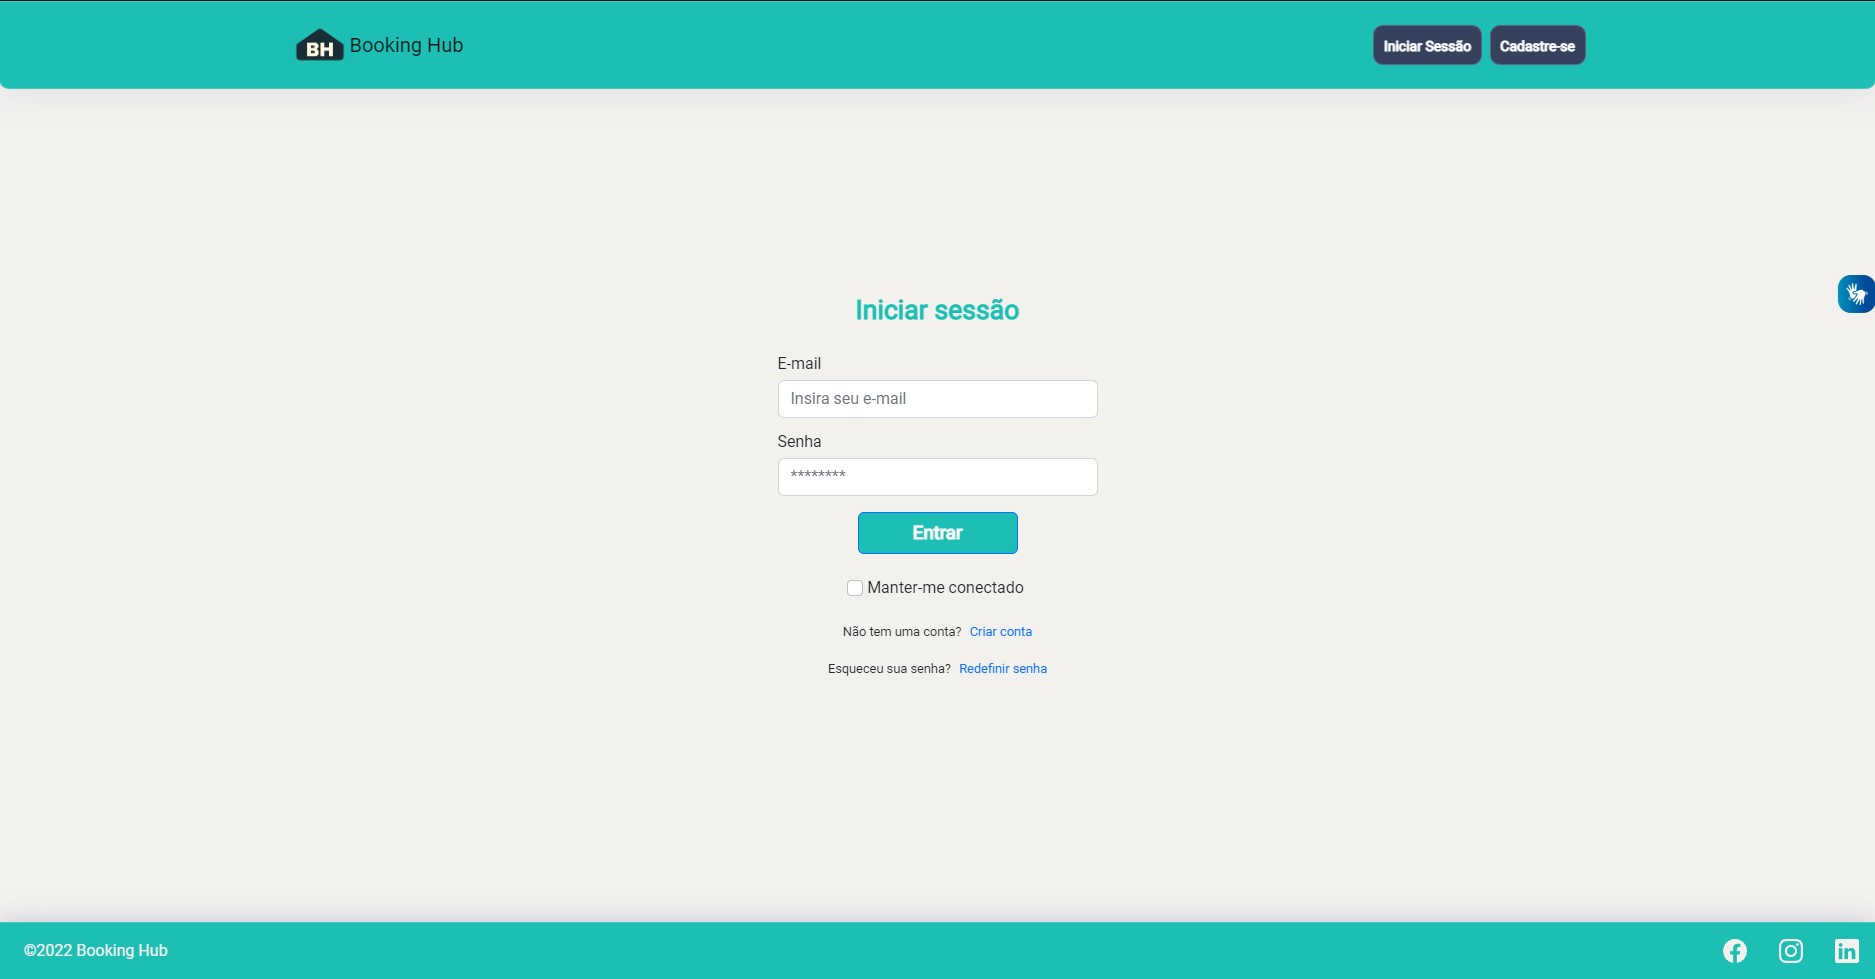 BH Booking Hub
Iniciar Sessão
Cadastre-se
Iniciar sessão
E-mail
Insira seu e-mail
Senha
********
Entrar
Manter-me conectado
Não tem uma conta? Criar conta
Esqueceu sua senha? Redefinir senha
©2022 Booking Hub
in